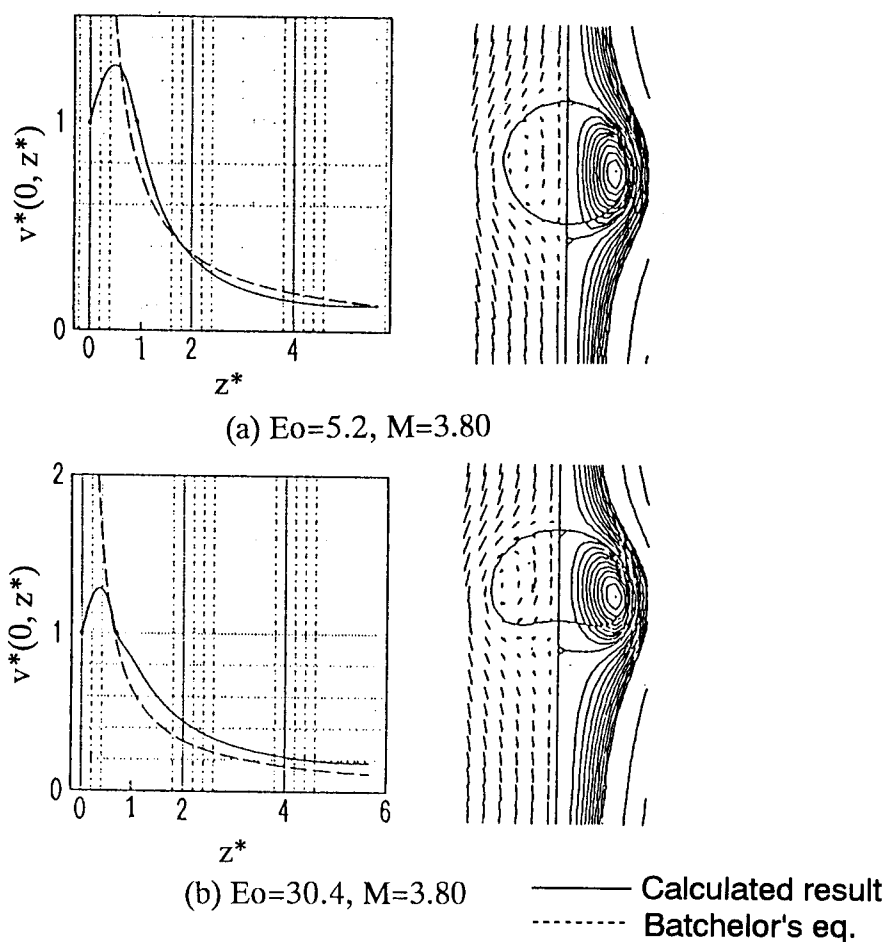 1
0
v*(0, z*)
0 1 2 4
z*
(a) Eo=5.2, M=3.80
2
1
0
v*(0, z*)
0 1 2 4 6
z*
(b) Eo=30.4, M=3.80
Calculated result
Batchelor's eq.